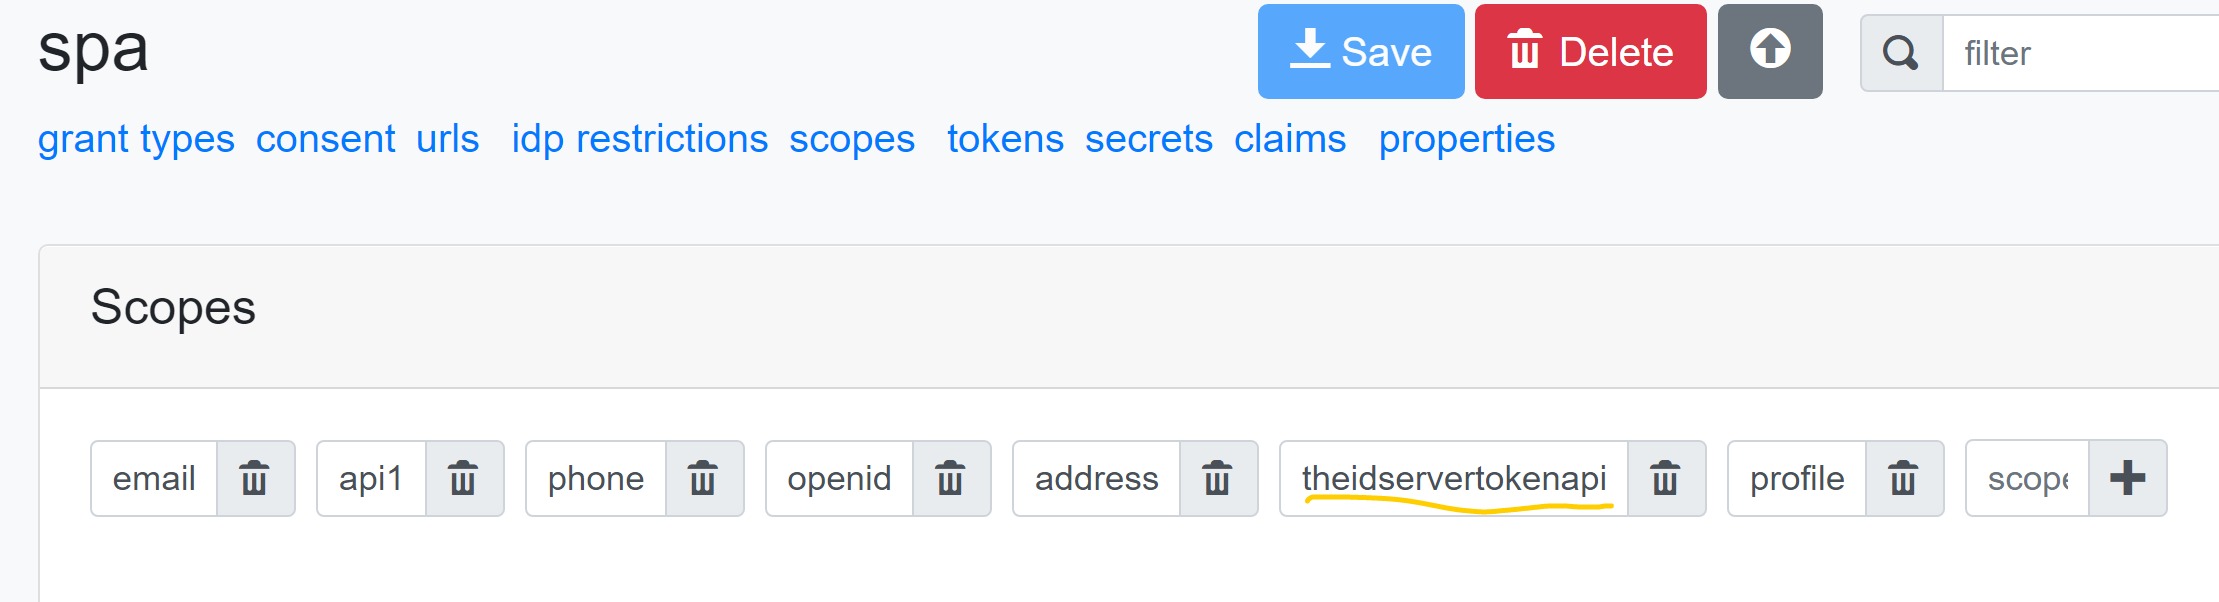 spa Save Delete filter
grant types consent urls idp restrictions scopes tokens secrets claims properties
Scopes
email api1 phone openid address theidservertokenapi profile scope